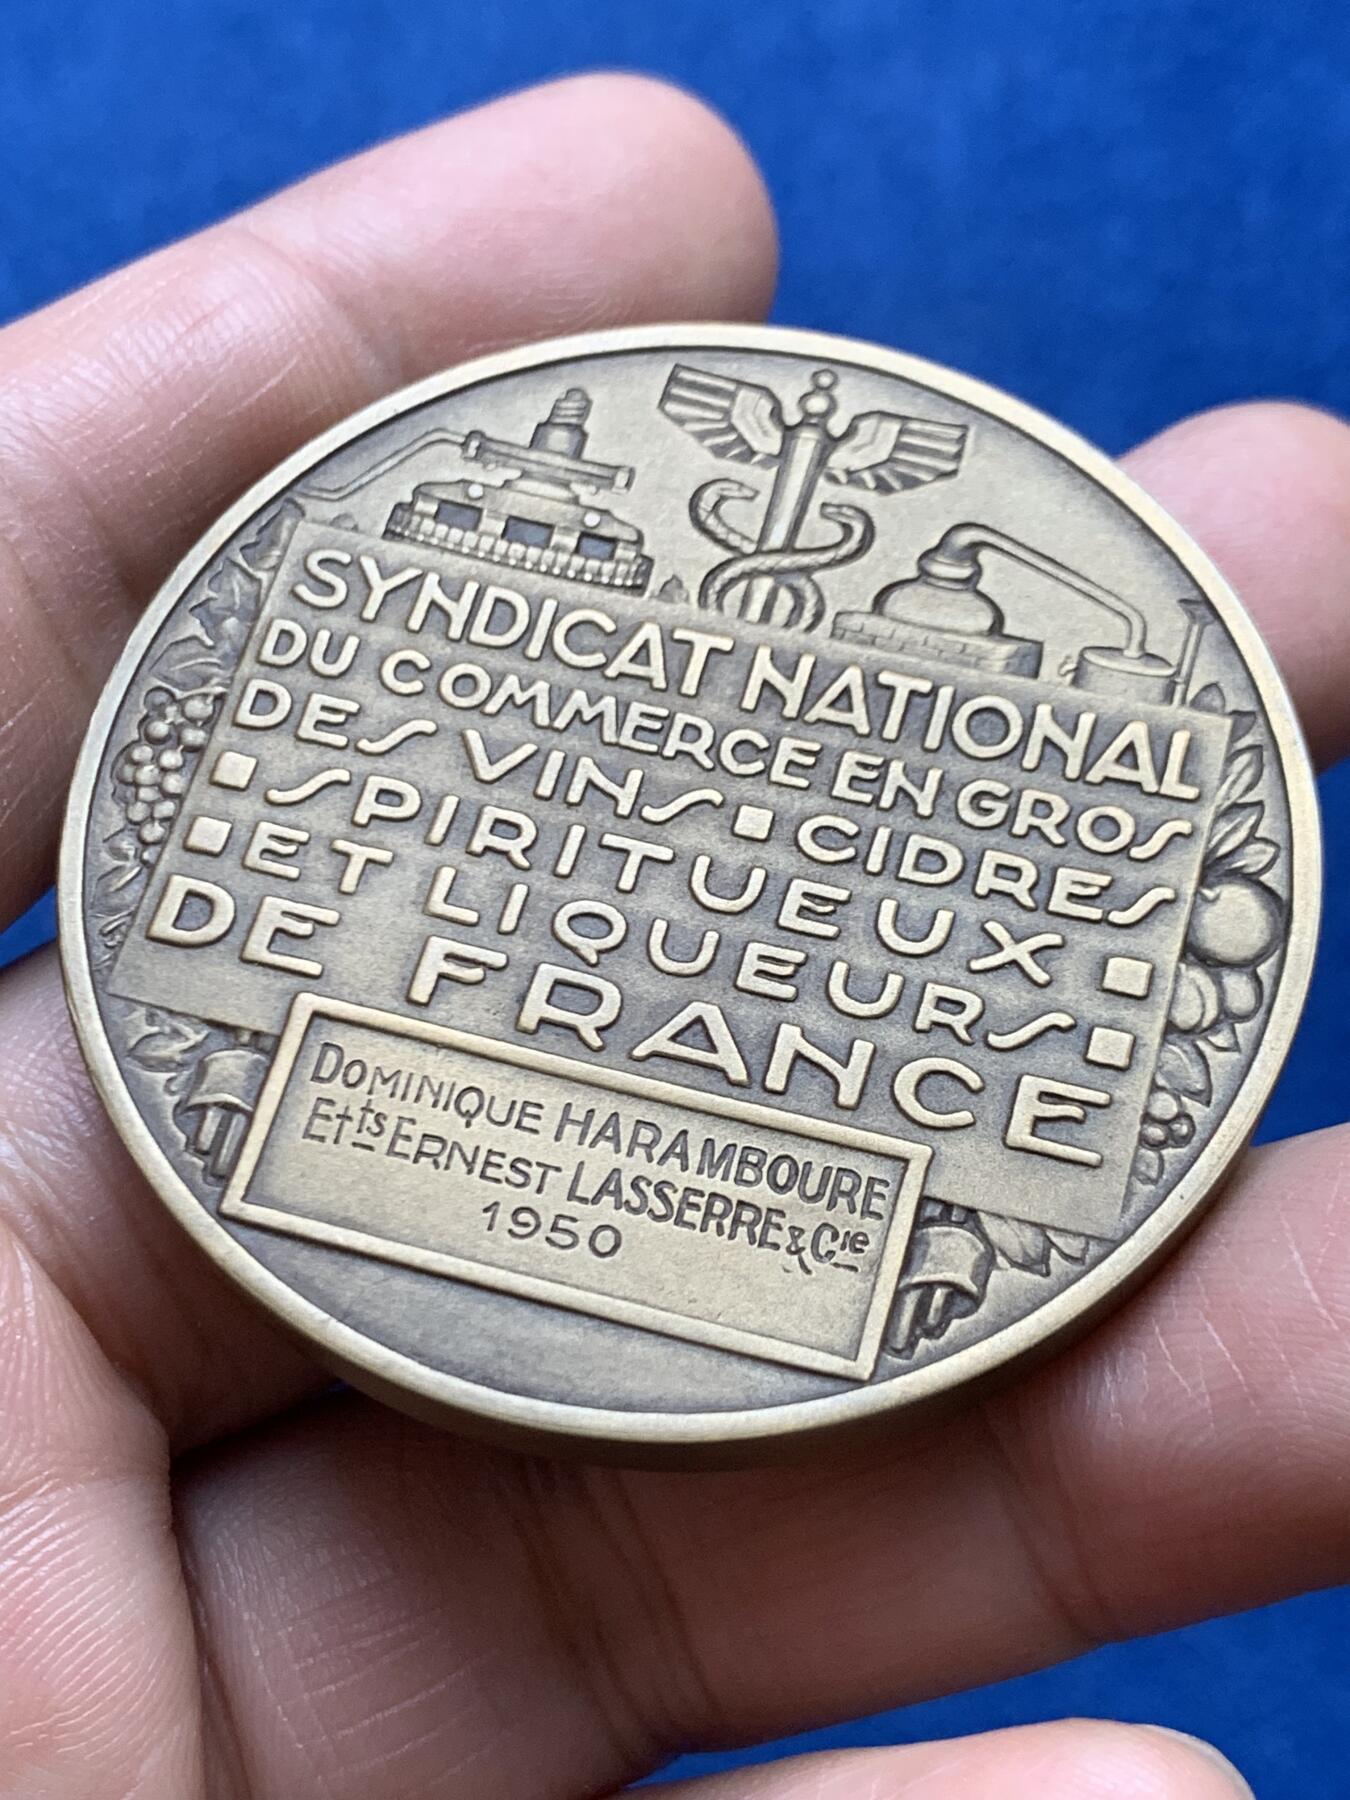 SYNDICAT NATIONAL
DU COMMERCE EN GROS
DES VINS ▪ CIDRES
▪ SPIRITUEUX ▪
▪ ET LIQUEURS ▪
DE FRANCE
DOMINIQUE HARAMBOURE
Etts ERNEST LASSERRE & Cie
1950